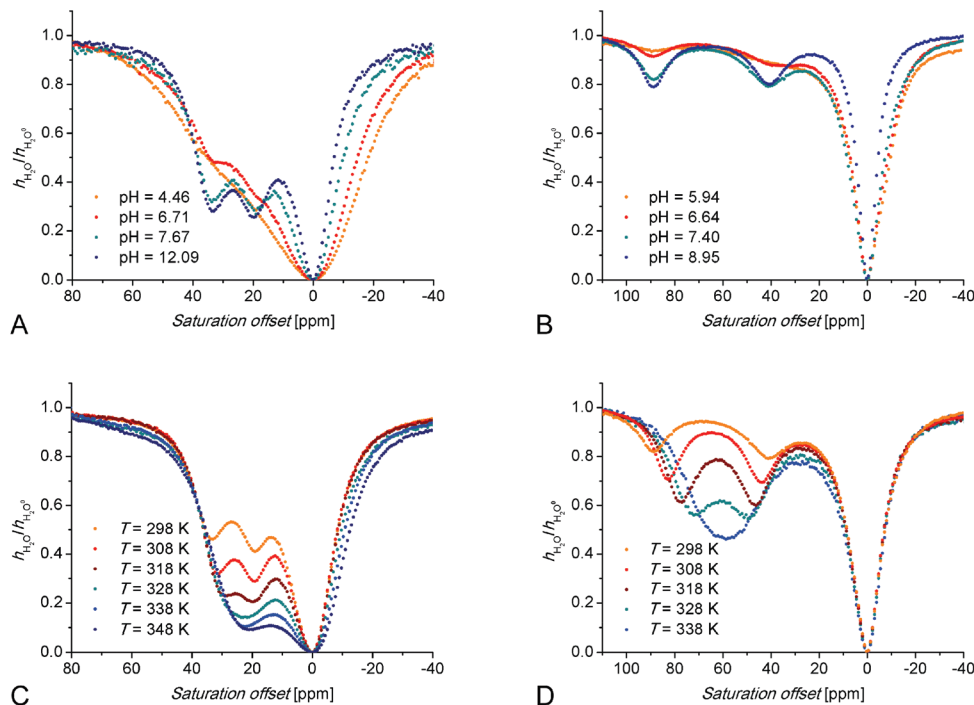 1.0
0.8
0.6
0.4
0.2
0.0
h_H₂O/h_H₂O⁰
pH = 4.46
pH = 6.71
pH = 7.67
pH = 12.09
80 60 40 20 0 -20 -40
Saturation offset [ppm]
A
1.0
0.8
0.6
0.4
0.2
0.0
h_H₂O/h_H₂O⁰
pH = 5.94
pH = 6.64
pH = 7.40
pH = 8.95
100 80 60 40 20 0 -20 -40
Saturation offset [ppm]
B
1.0
0.8
0.6
0.4
0.2
0.0
h_H₂O/h_H₂O⁰
T = 298 K
T = 308 K
T = 318 K
T = 328 K
T = 338 K
T = 348 K
80 60 40 20 0 -20 -40
Saturation offset [ppm]
C
1.0
0.8
0.6
0.4
0.2
0.0
h_H₂O/h_H₂O⁰
T = 298 K
T = 308 K
T = 318 K
T = 328 K
T = 338 K
100 80 60 40 20 0 -20 -40
Saturation offset [ppm]
D